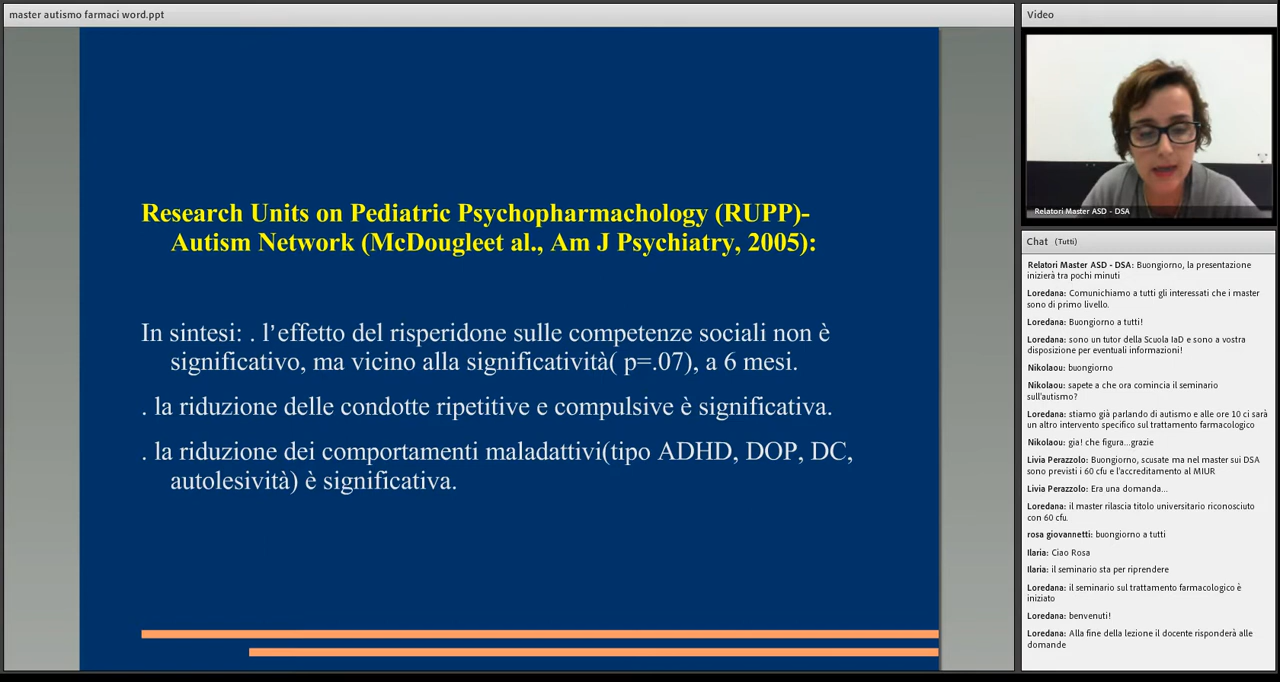 master autismo farmaci word.ppt
Research Units on Pediatric Psychopharmachology (RUPP)-
Autism Network (McDougleet al., Am J Psychiatry, 2005):
In sintesi: . l'effetto del risperidone sulle competenze sociali non è
significativo, ma vicino alla significatività( p=.07), a 6 mesi.
. la riduzione delle condotte ripetitive e compulsive è significativa.
. la riduzione dei comportamenti maladattivi(tipo ADHD, DOP, DC,
autolesività) è significativa.
Video
Relatori Master ASD - DSA
Chat (Tutti)
Relatori Master ASD - DSA: Buongiorno, la presentazione
inizierà tra pochi minuti
Loredana: Comunichiamo a tutti gli interessati che i master
sono di primo livello.
Loredana: Buongiorno a tutti!
Loredana: sono un tutor della Scuola IaD e sono a vostra
disposizione per eventuali informazioni!
Nikolaou: buongiorno
Nikolaou: sapete a che ora comincia il seminario
sull'autismo?
Loredana: stiamo già parlando di autismo e alle ore 10 ci sarà
un altro intervento specifico sul trattamento farmacologico
Nikolaou: gia! che figura...grazie
Livia Perazzolo: Buongiorno, scusate ma nel master sui DSA
sono previsti i 60 cfu e l'accreditamento al MIUR
Livia Perazzolo: Era una domanda...
Loredana: il master rilascia titolo universitario riconosciuto
con 60 cfu.
rosa giovannetti: buongiorno a tutti
Ilaria: Ciao Rosa
Ilaria: il seminario sta per riprendere
Loredana: il seminario sul trattamento farmacologico è
iniziato
Loredana: benvenuti!
Loredana: Alla fine della lezione il docente risponderà alle
domande